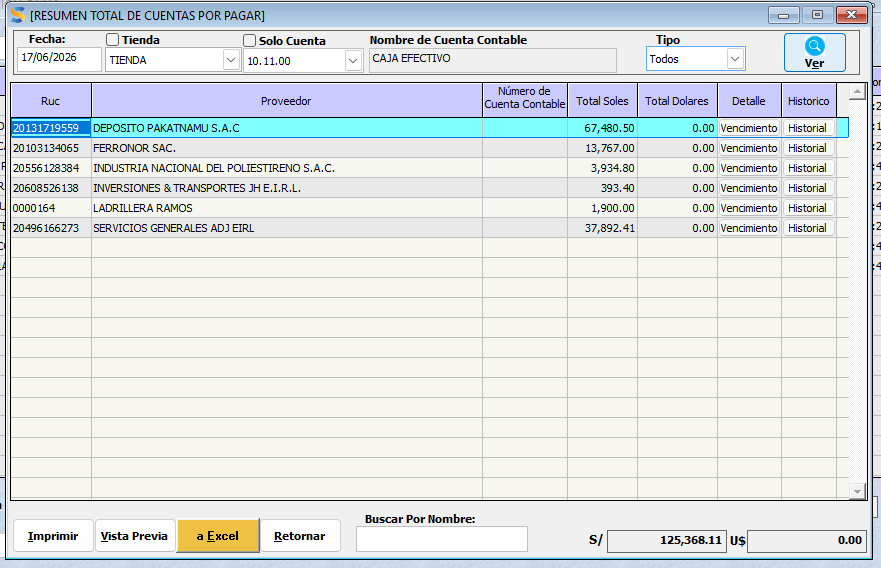 [RESUMEN TOTAL DE CUENTAS POR PAGAR]
Fecha: Tienda Solo Cuenta Nombre de Cuenta Contable Tipo
17/06/2026 TIENDA 10.11.00 CAJA EFECTIVO Todos Ver
Ruc Proveedor Número de Cuenta Contable Total Soles Total Dolares Detalle Historico
20131719559 DEPOSITO PAKATNAMU S.A.C 67,480.50 0.00 Vencimiento Historial
20103134065 FERRONOR SAC. 13,767.00 0.00 Vencimiento Historial
20556128384 INDUSTRIA NACIONAL DEL POLIESTIRENO S.A.C. 3,934.80 0.00 Vencimiento Historial
20608526138 INVERSIONES & TRANSPORTES JH E.I.R.L. 393.40 0.00 Vencimiento Historial
0000164 LADRILLERA RAMOS 1,900.00 0.00 Vencimiento Historial
20496166273 SERVICIOS GENERALES ADJ EIRL 37,892.41 0.00 Vencimiento Historial
Buscar Por Nombre:
Imprimir Vista Previa a Excel Retornar S/ 125,368.11 U$ 0.00